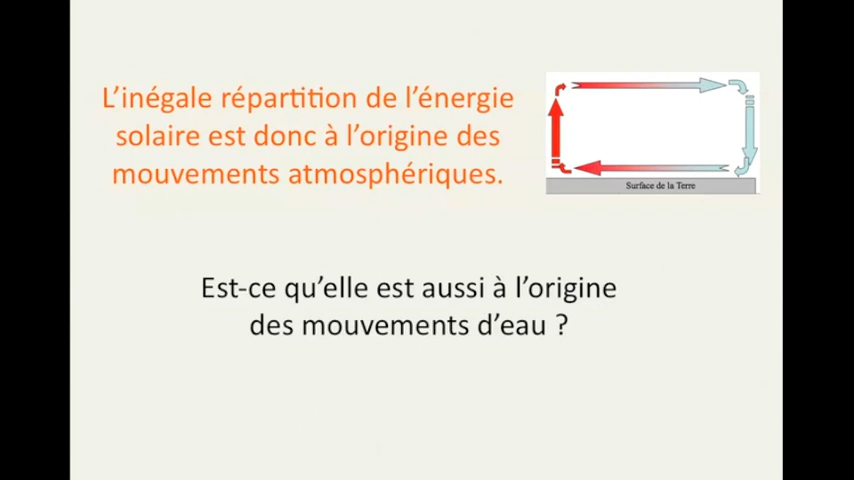 L’inégale répartition de l’énergie
solaire est donc à l’origine des
mouvements atmosphériques.
Surface de la Terre
Est-ce qu’elle est aussi à l’origine
des mouvements d’eau ?